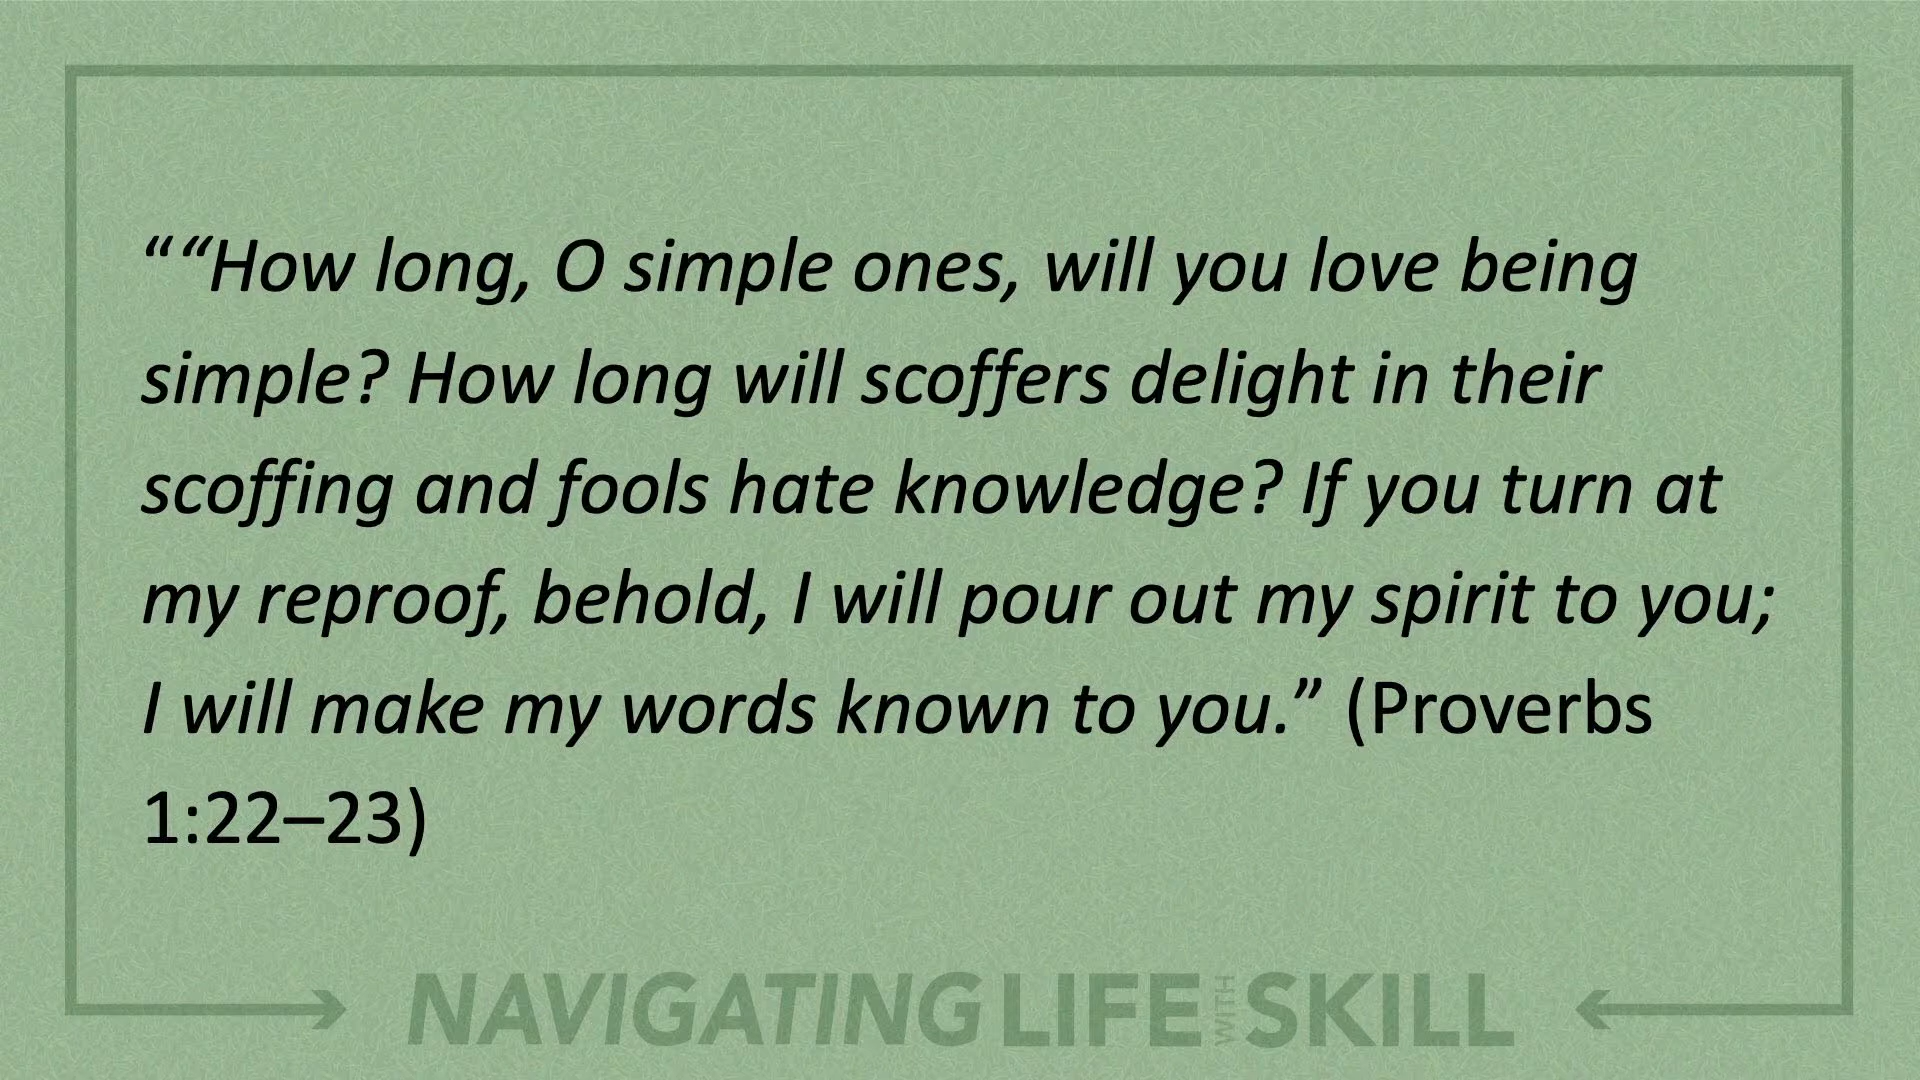 “ “How long, O simple ones, will you love being
simple? How long will scoffers delight in their
scoffing and fools hate knowledge? If you turn at
my reproof, behold, I will pour out my spirit to you;
I will make my words known to you.” (Proverbs
1:22–23)
NAVIGATING LIFE WITH SKILL